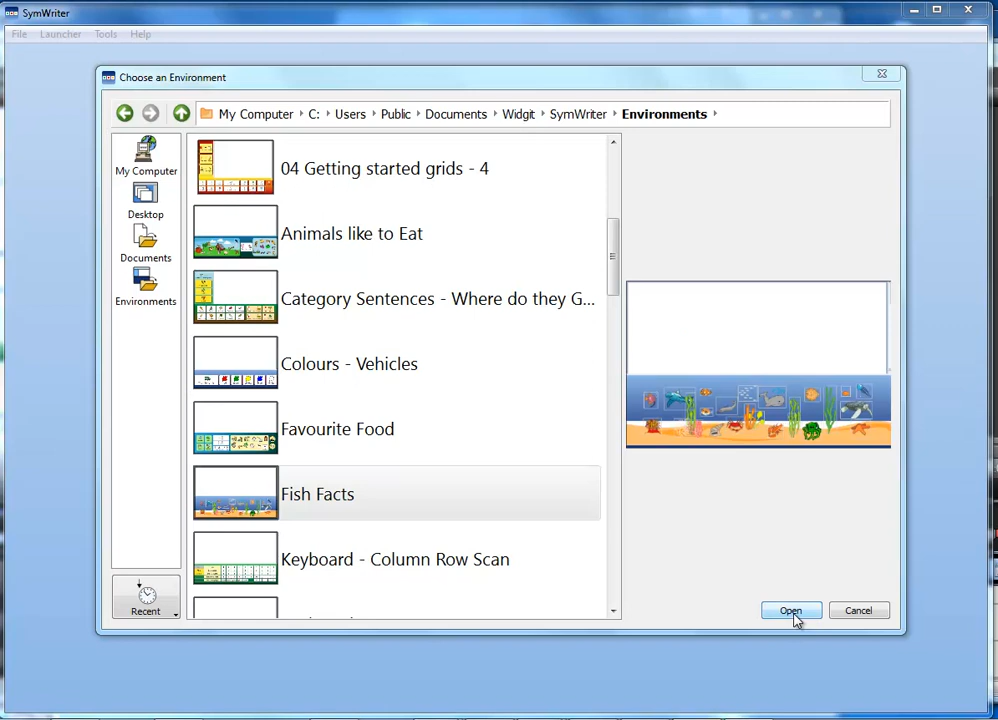 SymWriter
File Launcher Tools Help
Choose an Environment
My Computer C: Users Public Documents Widgit SymWriter Environments
My Computer
Desktop
Documents
Environments
Recent
04 Getting started grids - 4
Animals like to Eat
Category Sentences - Where do they G...
Colours - Vehicles
Favourite Food
Fish Facts
Keyboard - Column Row Scan
Open Cancel